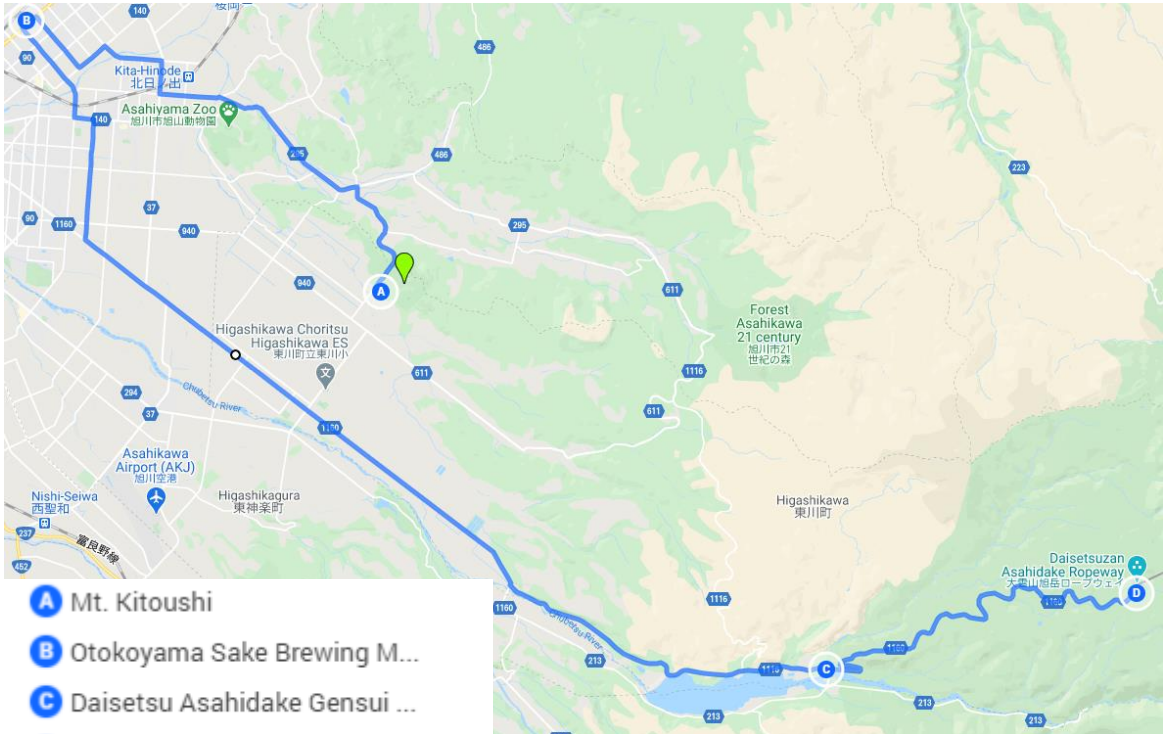 B
140
486
90
Kita-Hinode
北日ノ出
Asahiyama Zoo
旭川市旭山動物園
140
295
486
223
37
90
1160
940
295
A
940
611
Forest
Asahikawa
21 century
旭川市21
世紀の森
Higashikawa Choritsu
Higashikawa ES
東川町立東川小
文
611
1116
294
37
Chubetsu River
611
1160
Asahikawa
Airport (AKJ)
旭川空港
Nishi-Seiwa
西聖和
Higashikagura
東神楽町
Higashikawa
東川町
237
富良野線
452
Daisetsuzan
Asahidake Ropeway
大雪山旭岳ロープウェイ
D
1160
1116
1160
Chubetsu River
1160
213
1116
C
213
213
213
A Mt. Kitoushi
B Otokoyama Sake Brewing M...
C Daisetsu Asahidake Gensui ...